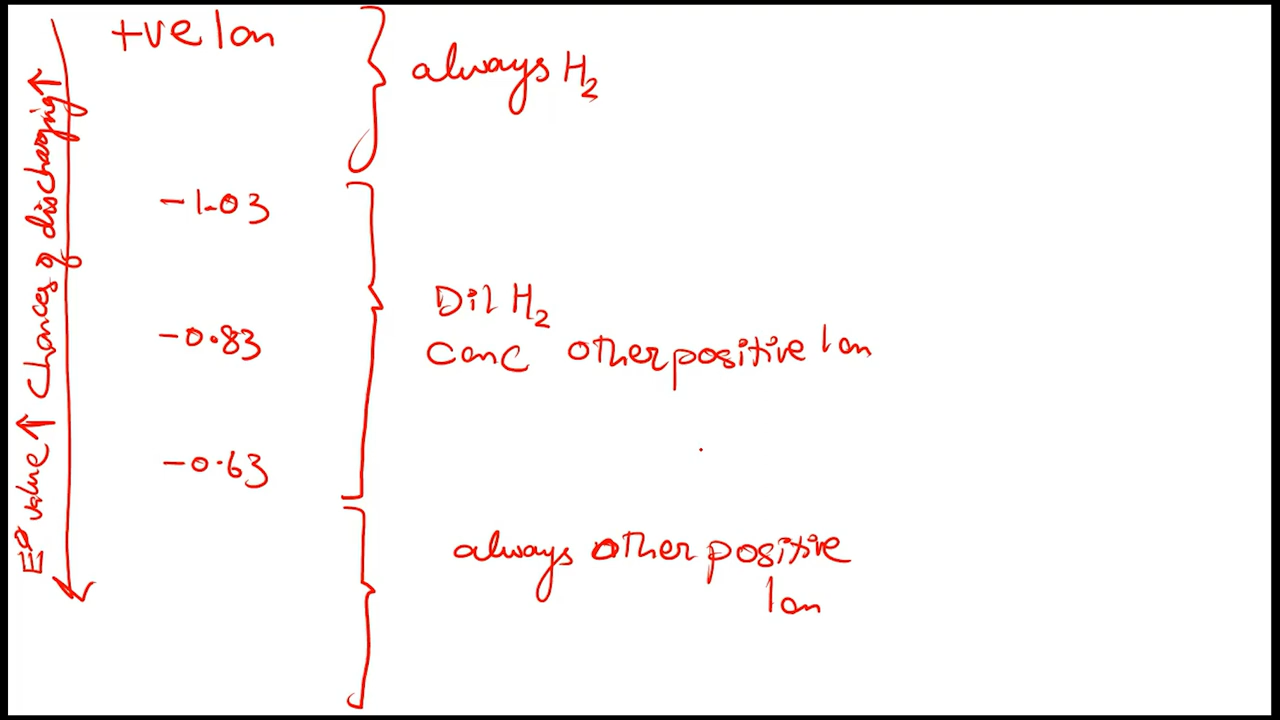 +ve Ion
always H2
-1.03
Dil H2
-0.83
Conc other positive Ion
-0.63
always other positive
Ion
E° value ↑ Chances of discharging ↑